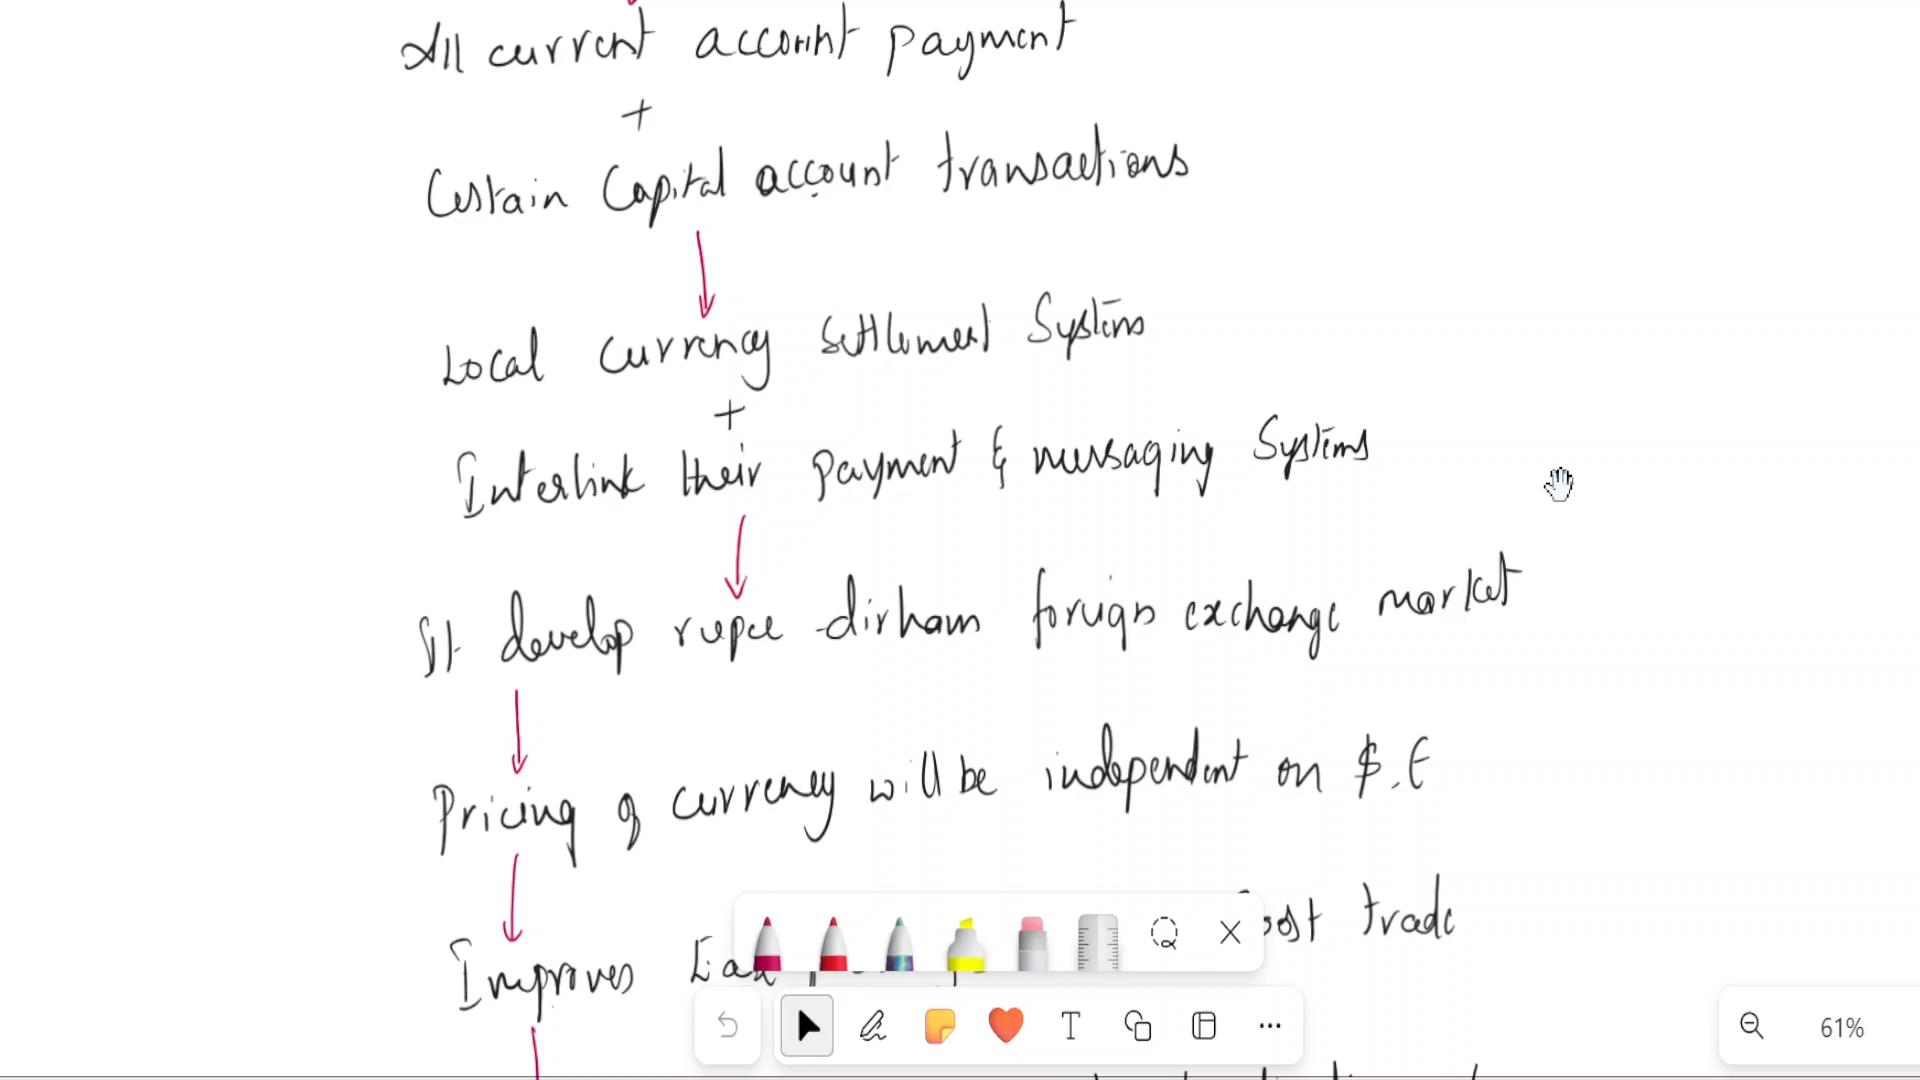 All current account payment
+
Certain Capital account transactions
Local currency settlement Systems
+
Interlink their payment & messaging Systems
It develop rupee-dirham foreign exchange market
Pricing of currency will be independent on $, €
Improves trade
T
61%